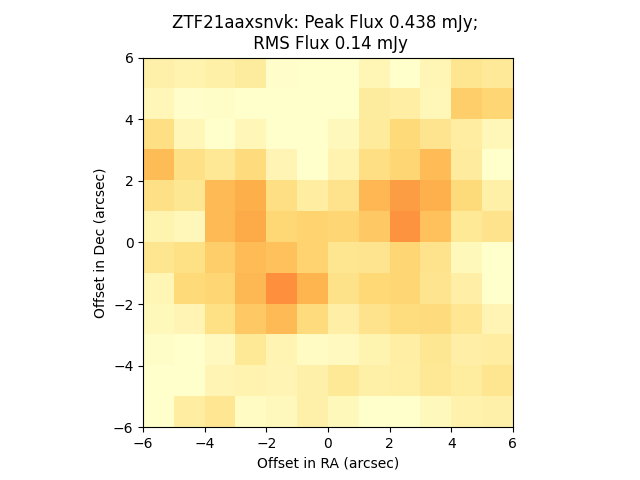 ZTF21aaxsnvk: Peak Flux 0.438 mJy;
RMS Flux 0.14 mJy
6
4
2
0
−2
−4
−6
Offset in Dec (arcsec)
−6 −4 −2 0 2 4 6
Offset in RA (arcsec)